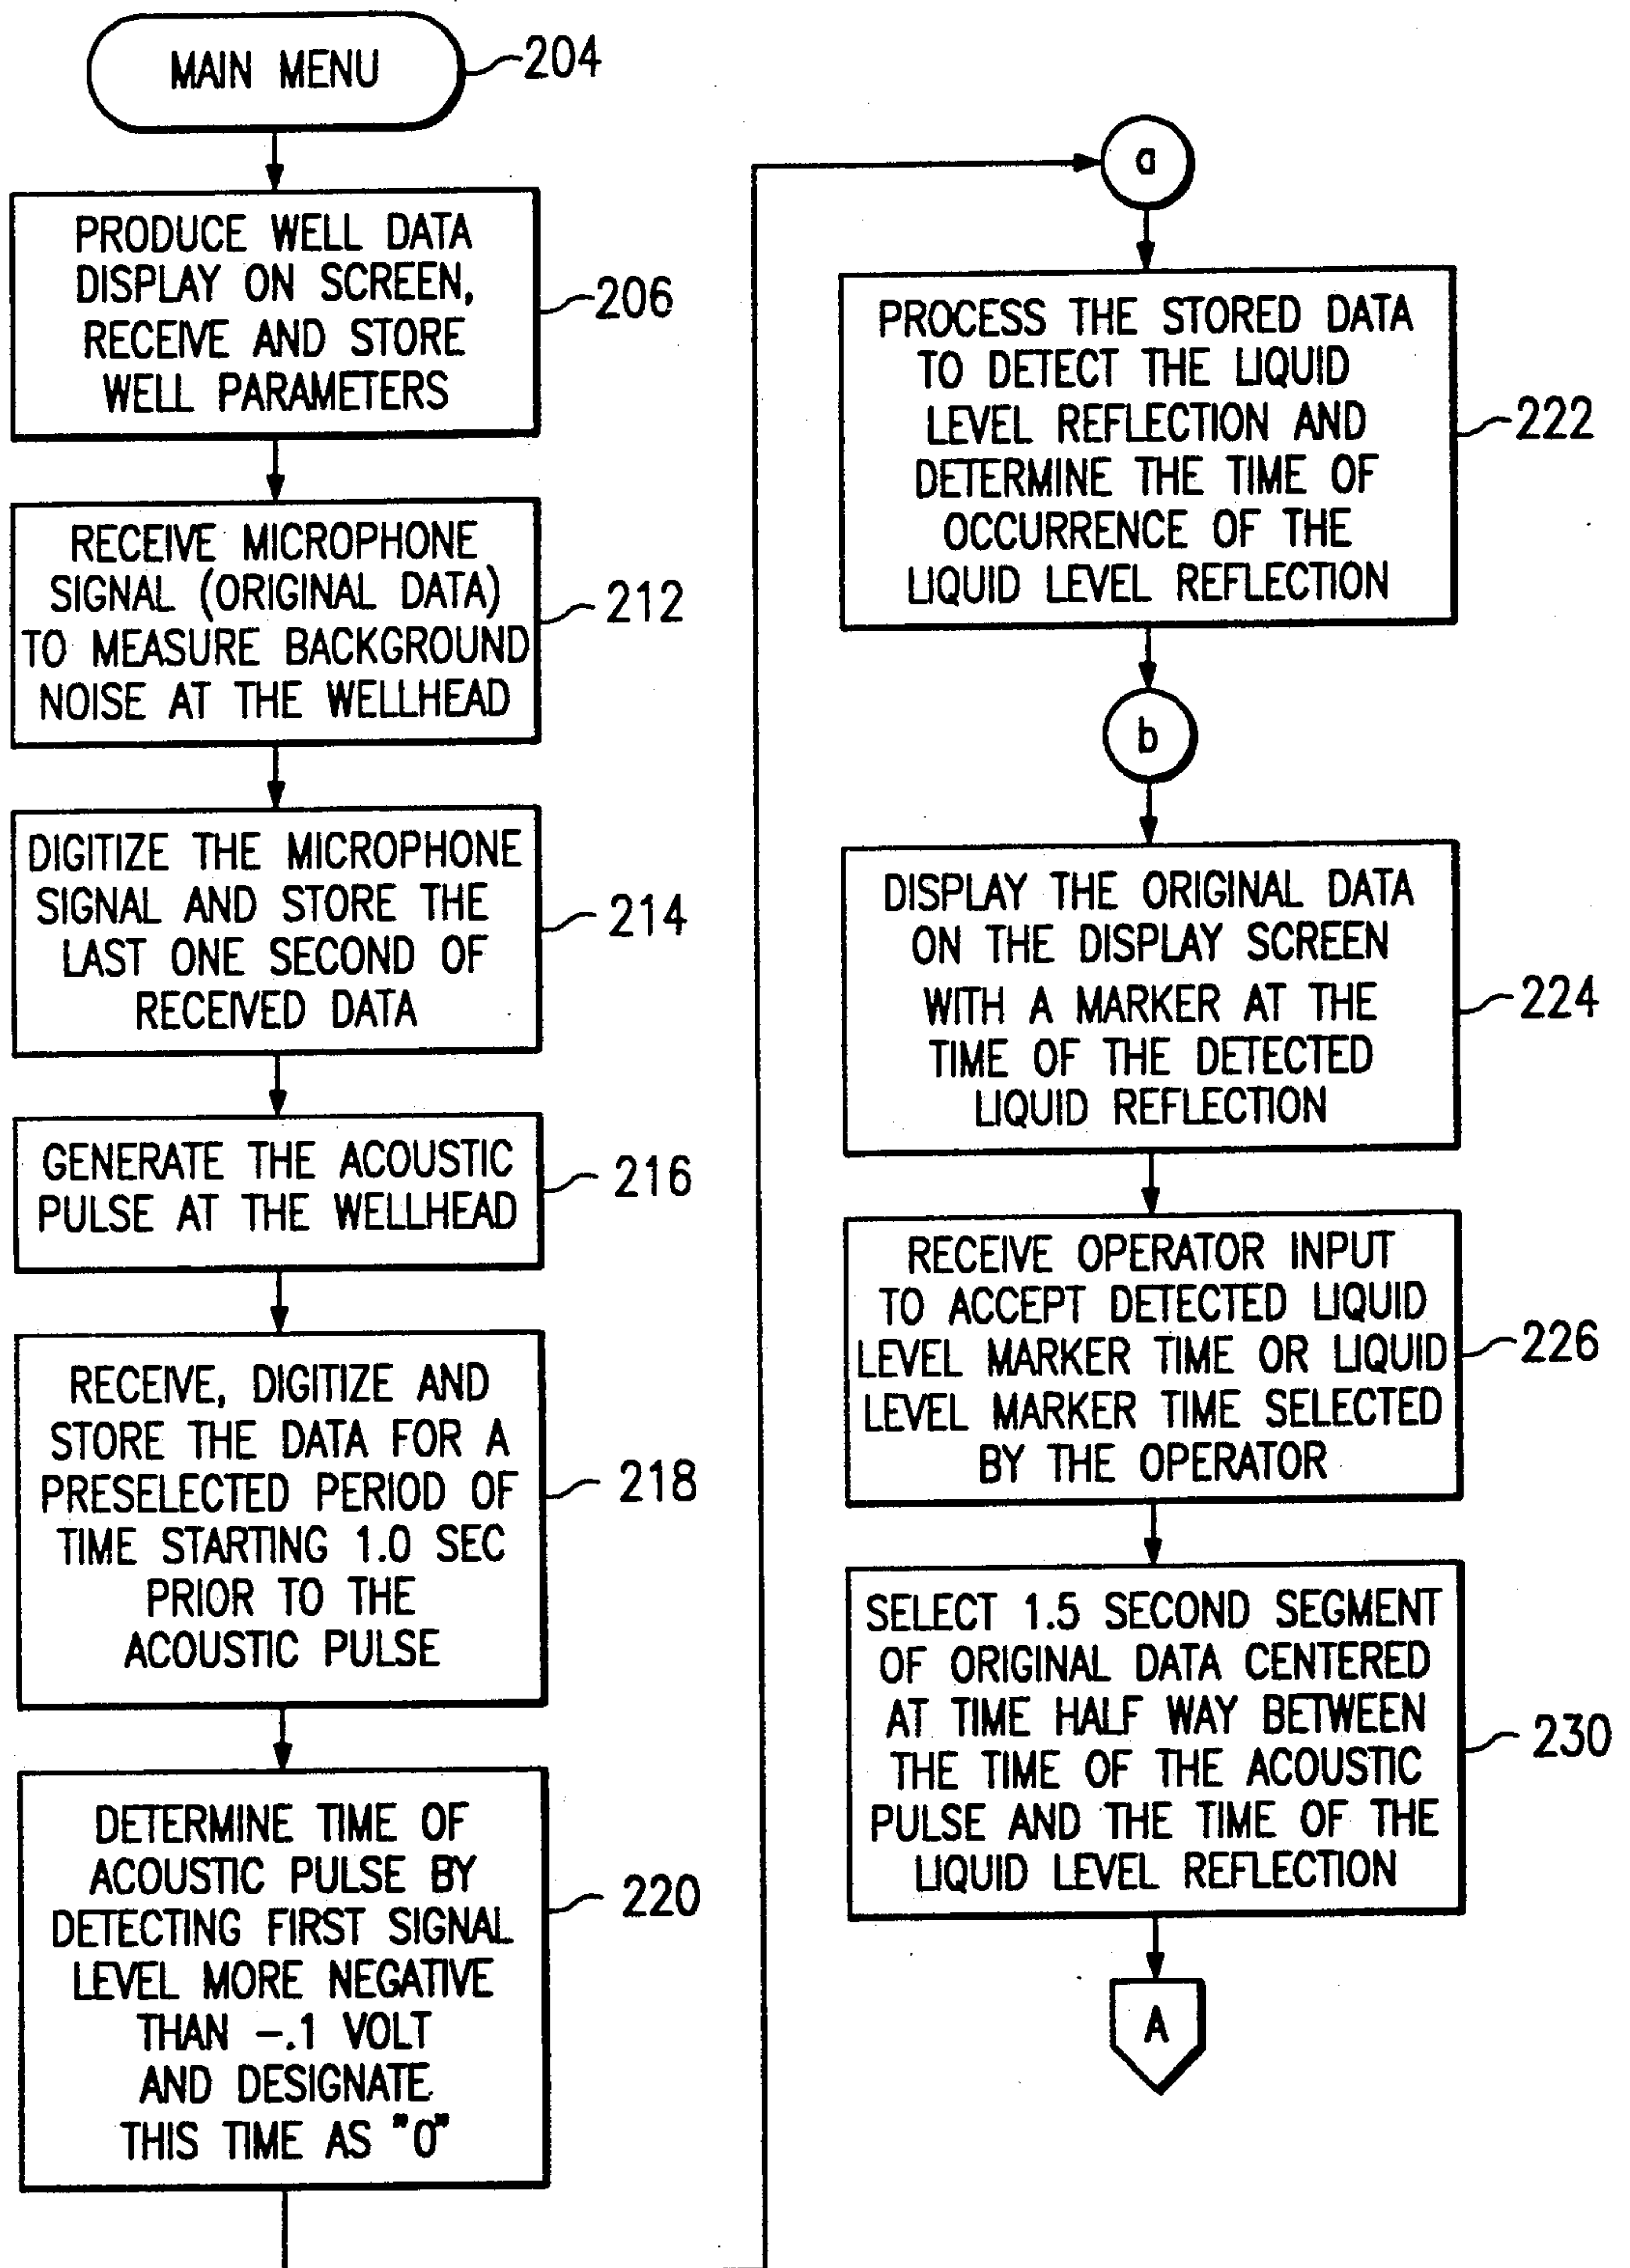 MAIN MENU
204
PRODUCE WELL DATA
DISPLAY ON SCREEN,
RECEIVE AND STORE
WELL PARAMETERS
206
RECEIVE MICROPHONE
SIGNAL (ORIGINAL DATA)
TO MEASURE BACKGROUND
NOISE AT THE WELLHEAD
212
DIGITIZE THE MICROPHONE
SIGNAL AND STORE THE
LAST ONE SECOND OF
RECEIVED DATA
214
GENERATE THE ACOUSTIC
PULSE AT THE WELLHEAD
216
RECEIVE, DIGITIZE AND
STORE THE DATA FOR A
PRESELECTED PERIOD OF
TIME STARTING 1.0 SEC
PRIOR TO THE
ACOUSTIC PULSE
218
DETERMINE TIME OF
ACOUSTIC PULSE BY
DETECTING FIRST SIGNAL
LEVEL MORE NEGATIVE
THAN -.1 VOLT
AND DESIGNATE
THIS TIME AS "0"
220
a
PROCESS THE STORED DATA
TO DETECT THE LIQUID
LEVEL REFLECTION AND
DETERMINE THE TIME OF
OCCURRENCE OF THE
LIQUID LEVEL REFLECTION
222
b
DISPLAY THE ORIGINAL DATA
ON THE DISPLAY SCREEN
WITH A MARKER AT THE
TIME OF THE DETECTED
LIQUID REFLECTION
224
RECEIVE OPERATOR INPUT
TO ACCEPT DETECTED LIQUID
LEVEL MARKER TIME OR LIQUID
LEVEL MARKER TIME SELECTED
BY THE OPERATOR
226
SELECT 1.5 SECOND SEGMENT
OF ORIGINAL DATA CENTERED
AT TIME HALF WAY BETWEEN
THE TIME OF THE ACOUSTIC
PULSE AND THE TIME OF THE
LIQUID LEVEL REFLECTION
230
A